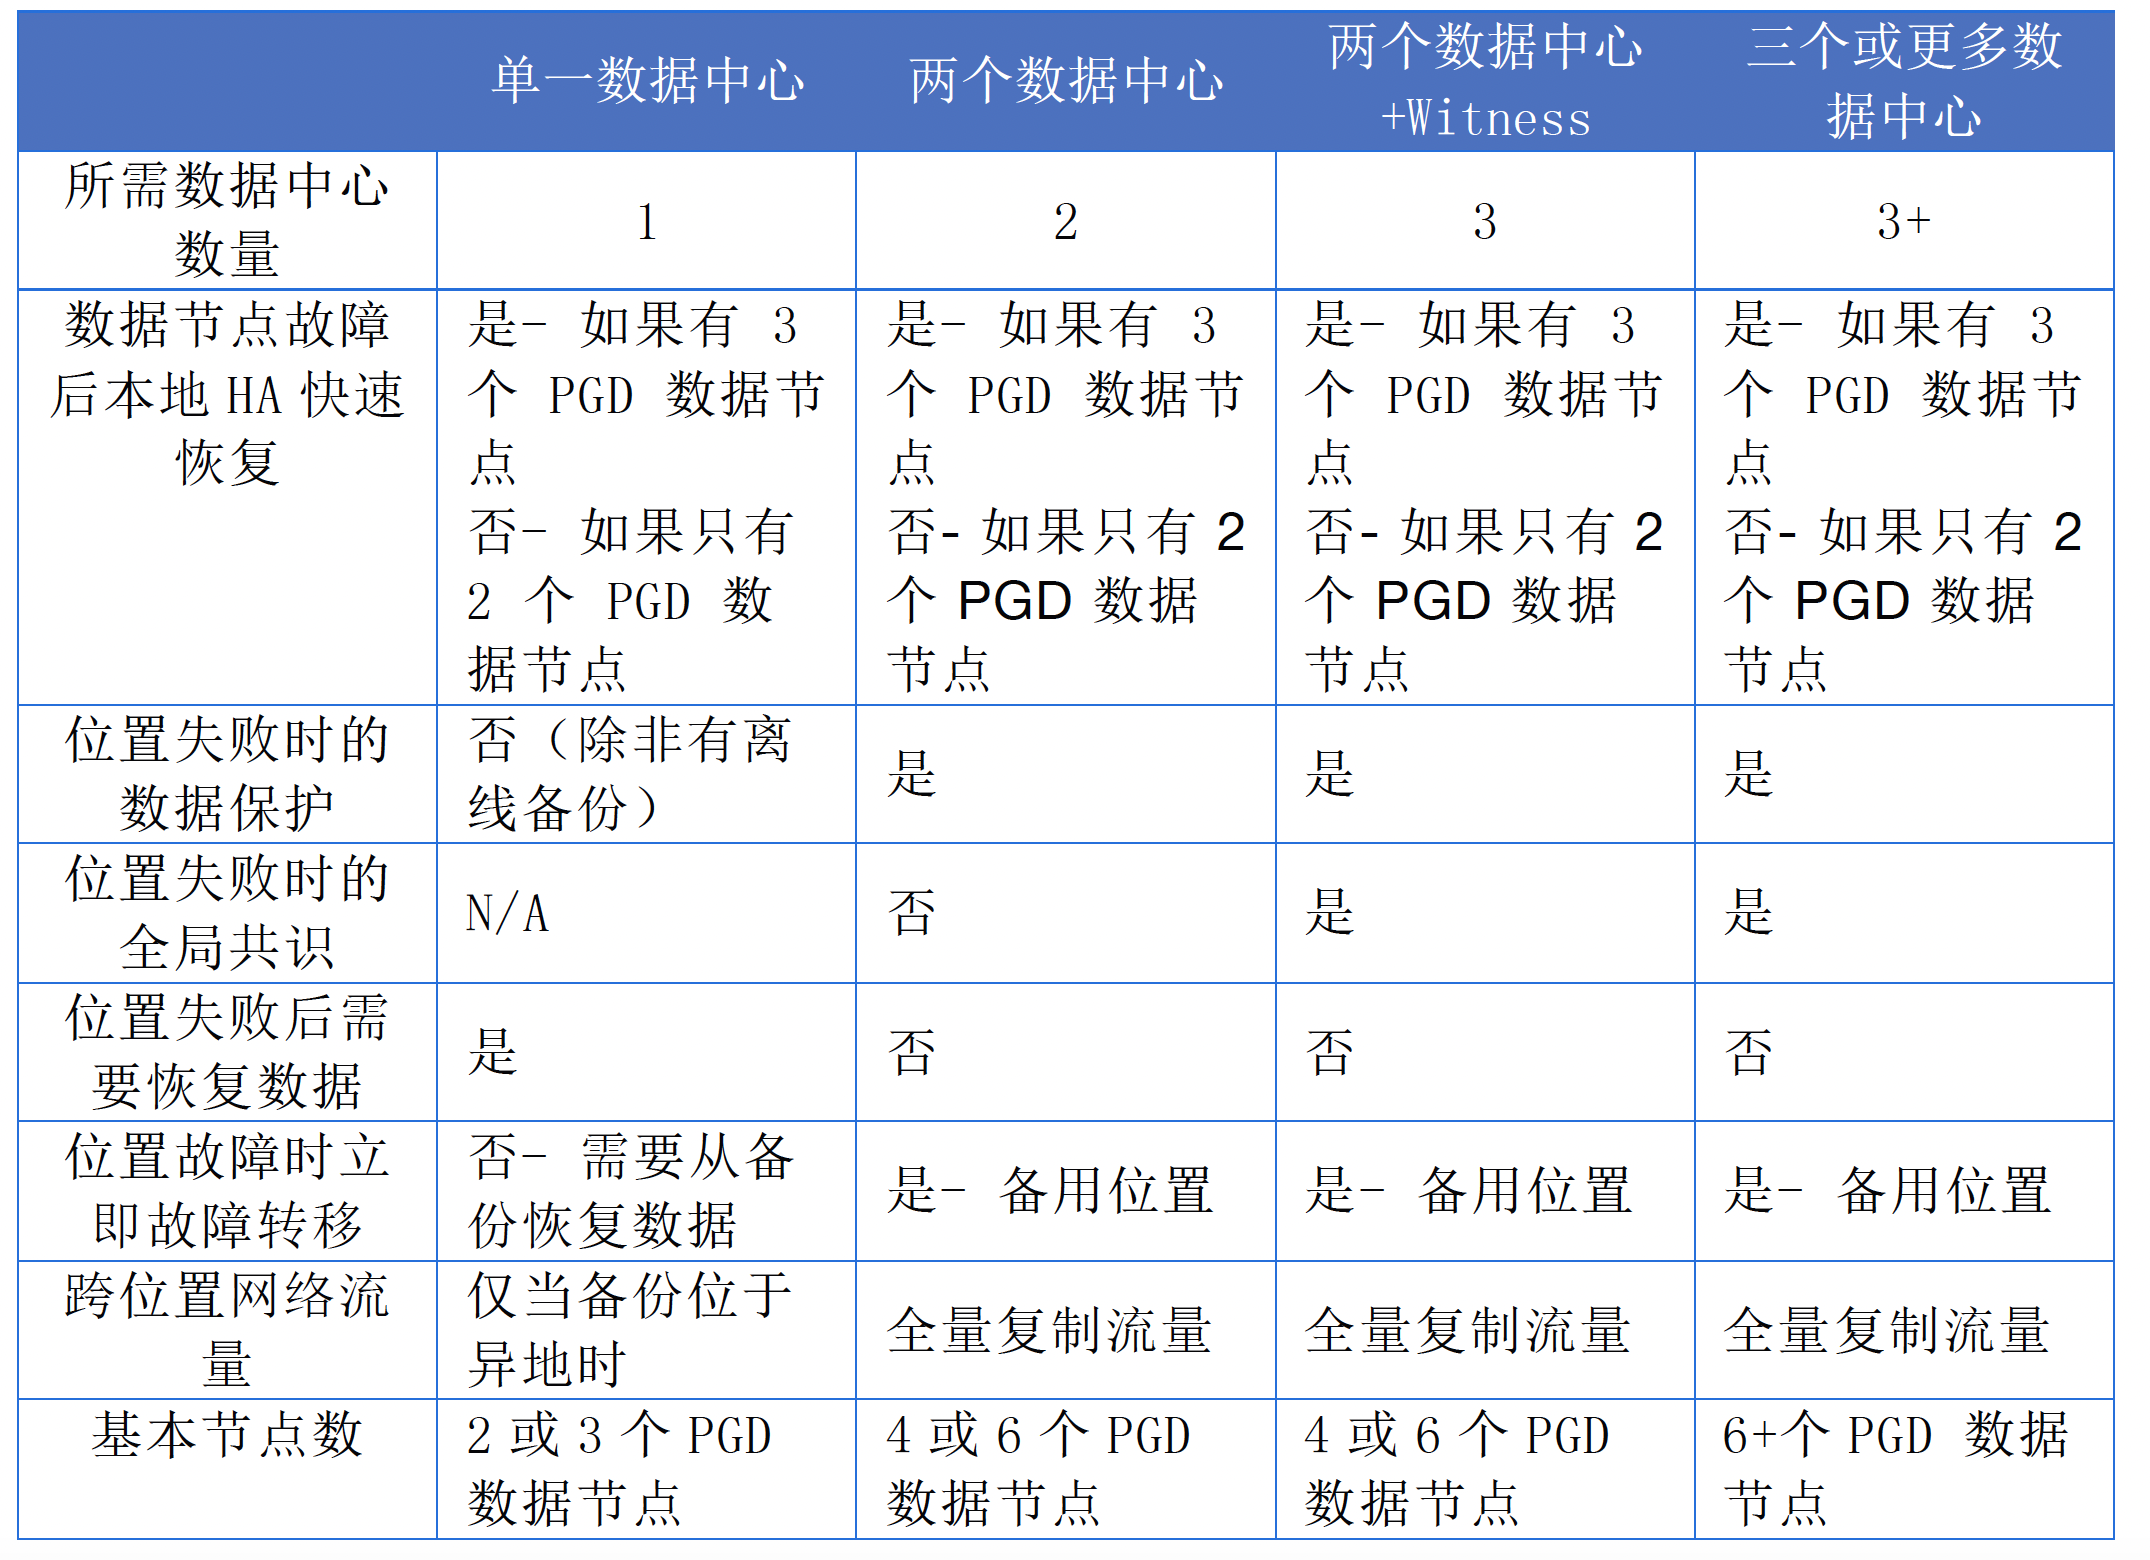 单一数据中心
两个数据中心
两个数据中心
+Witness
三个或更多数
据中心
所需数据中心
数量
1
2
3
3+
数据节点故障
后本地 HA 快速
恢复
是- 如果有 3
个 PGD 数据节
点
否- 如果只有
2 个 PGD 数
据节点
是- 如果有 3
个 PGD 数据节
点
否- 如果只有 2
个 PGD 数据
节点
是- 如果有 3
个 PGD 数据节
点
否- 如果只有 2
个 PGD 数据
节点
是- 如果有 3
个 PGD 数据节
点
否- 如果只有 2
个 PGD 数据
节点
位置失败时的
数据保护
否（除非有离
线备份）
是
是
是
位置失败时的
全局共识
N/A
否
是
是
位置失败后需
要恢复数据
是
否
否
否
位置故障时立
即故障转移
否- 需要从备
份恢复数据
是- 备用位置
是- 备用位置
是- 备用位置
跨位置网络流
量
仅当备份位于
异地时
全量复制流量
全量复制流量
全量复制流量
基本节点数
2 或 3 个 PGD
数据节点
4 或 6 个 PGD
数据节点
4 或 6 个 PGD
数据节点
6+个 PGD 数据
节点